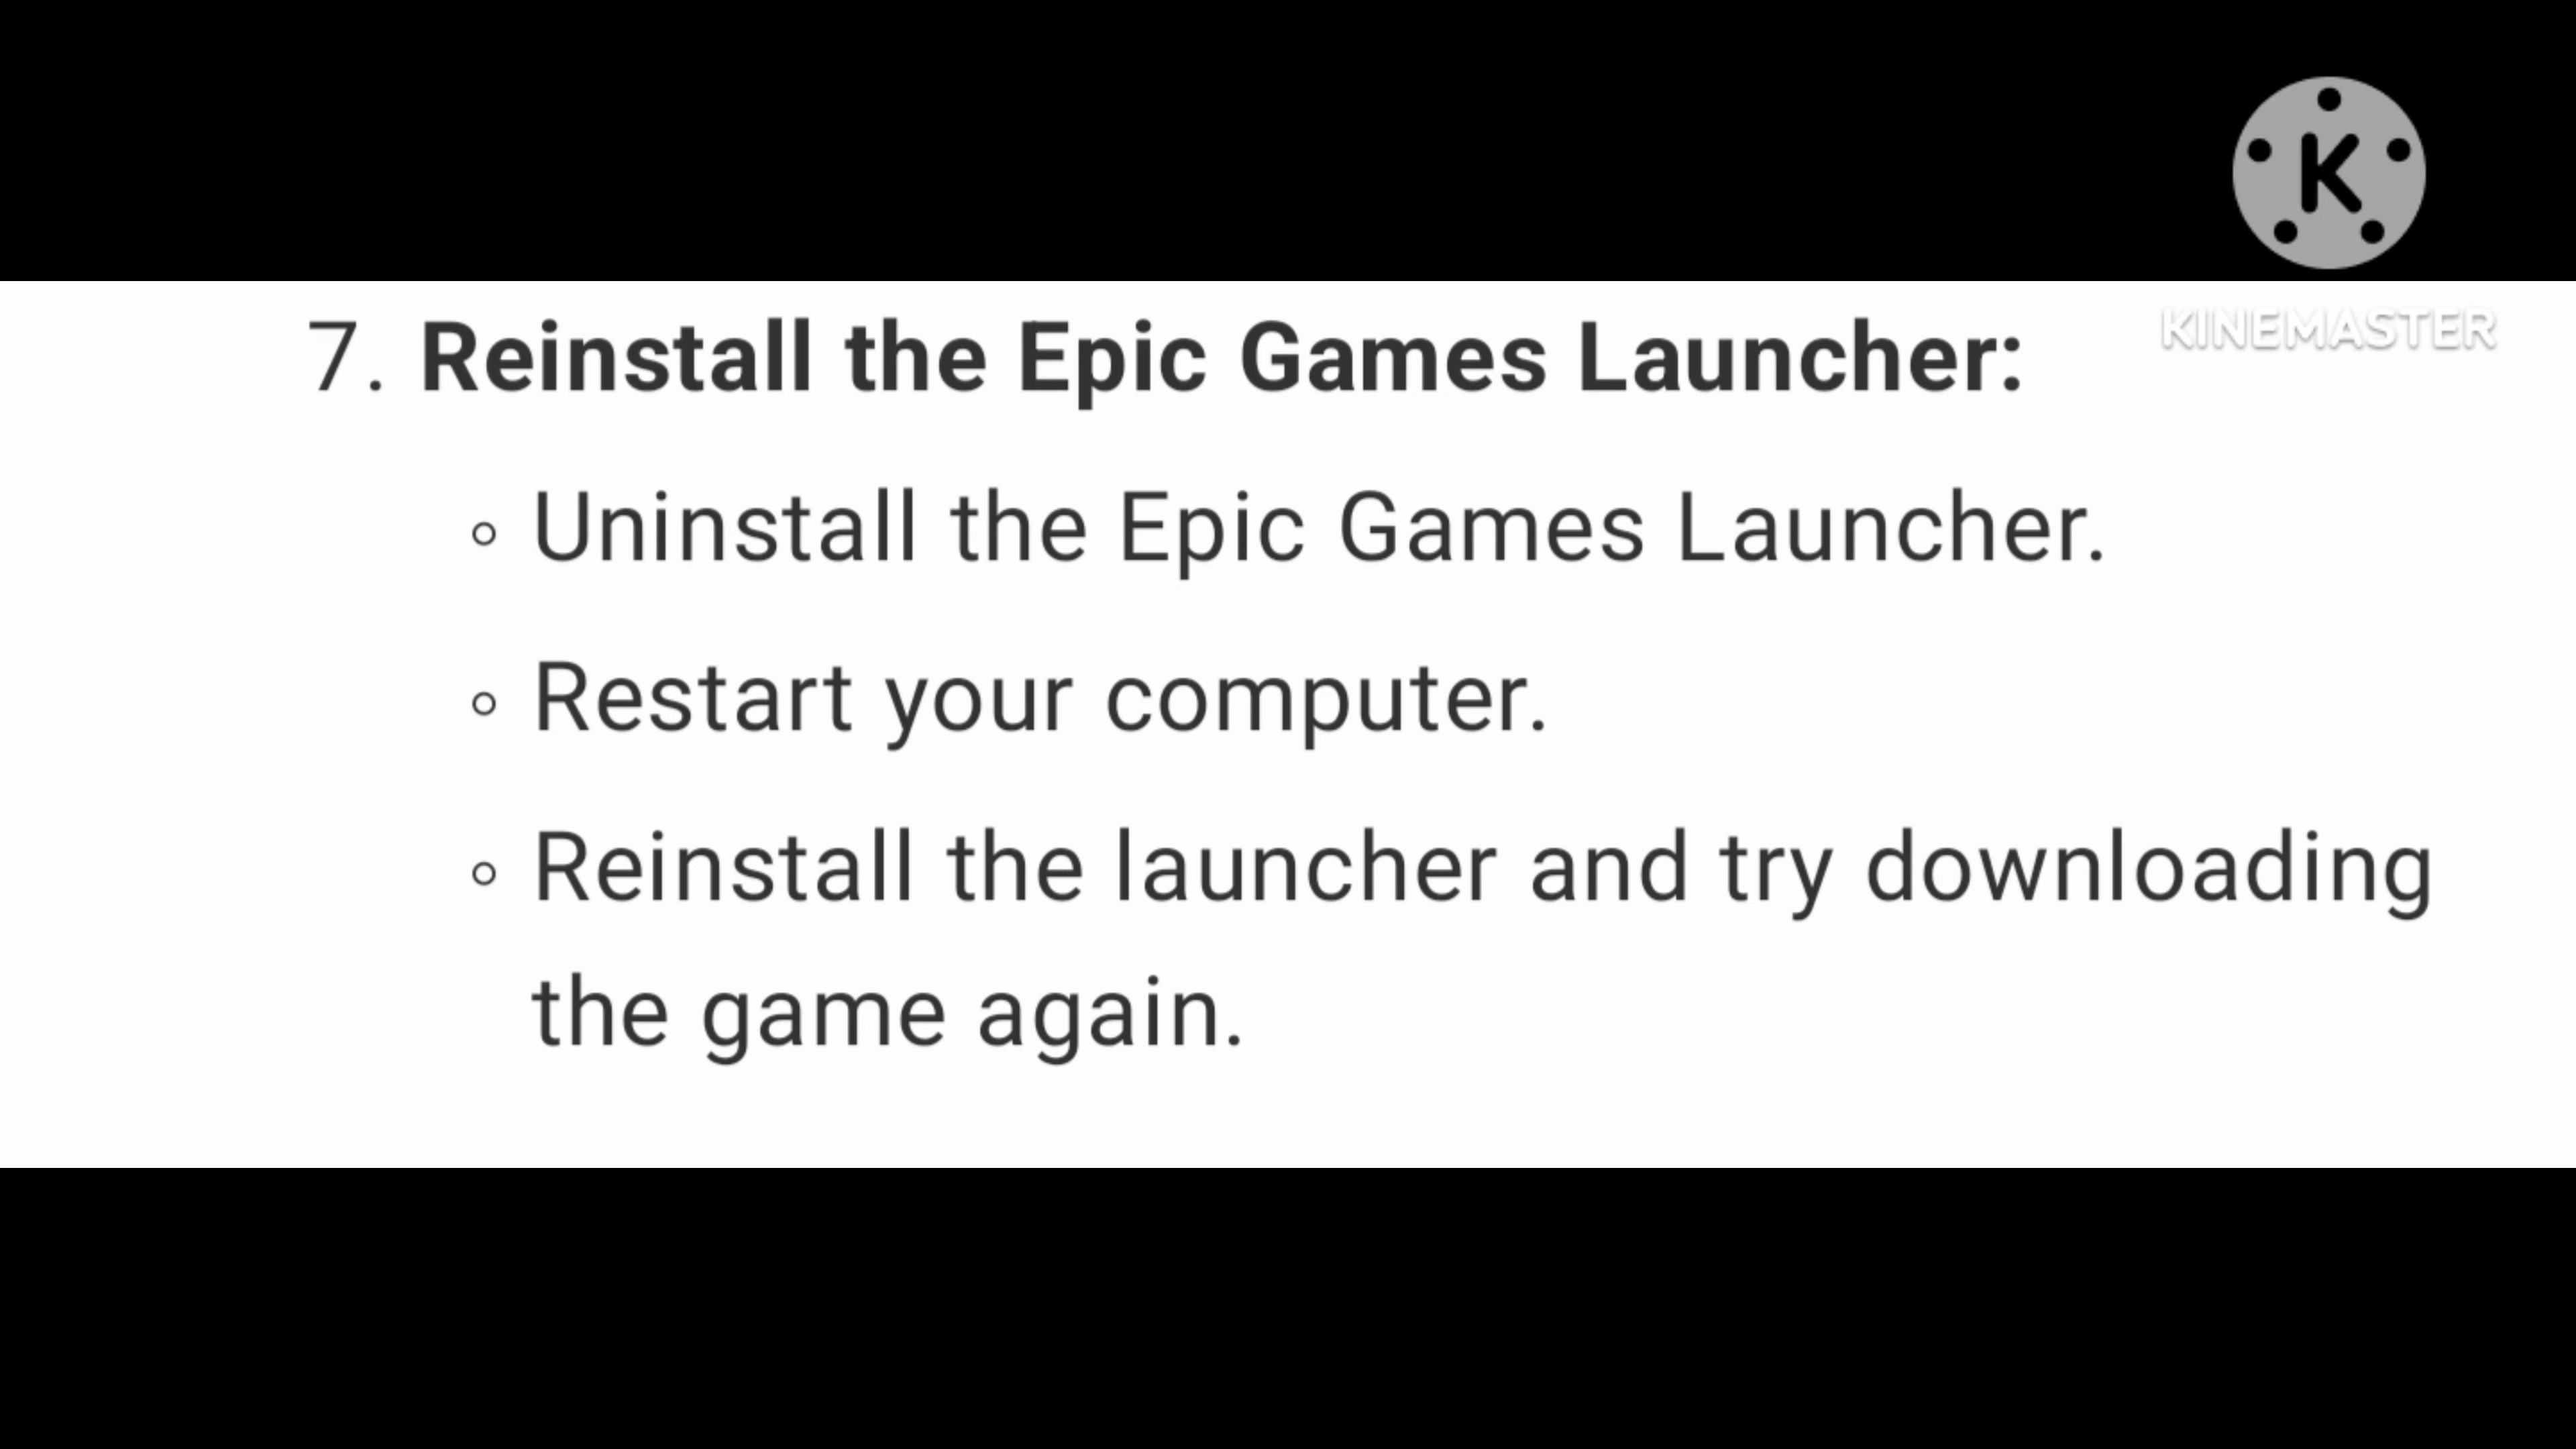 K
KINEMASTER
7. Reinstall the Epic Games Launcher:
◦ Uninstall the Epic Games Launcher.
◦ Restart your computer.
◦ Reinstall the launcher and try downloading
the game again.